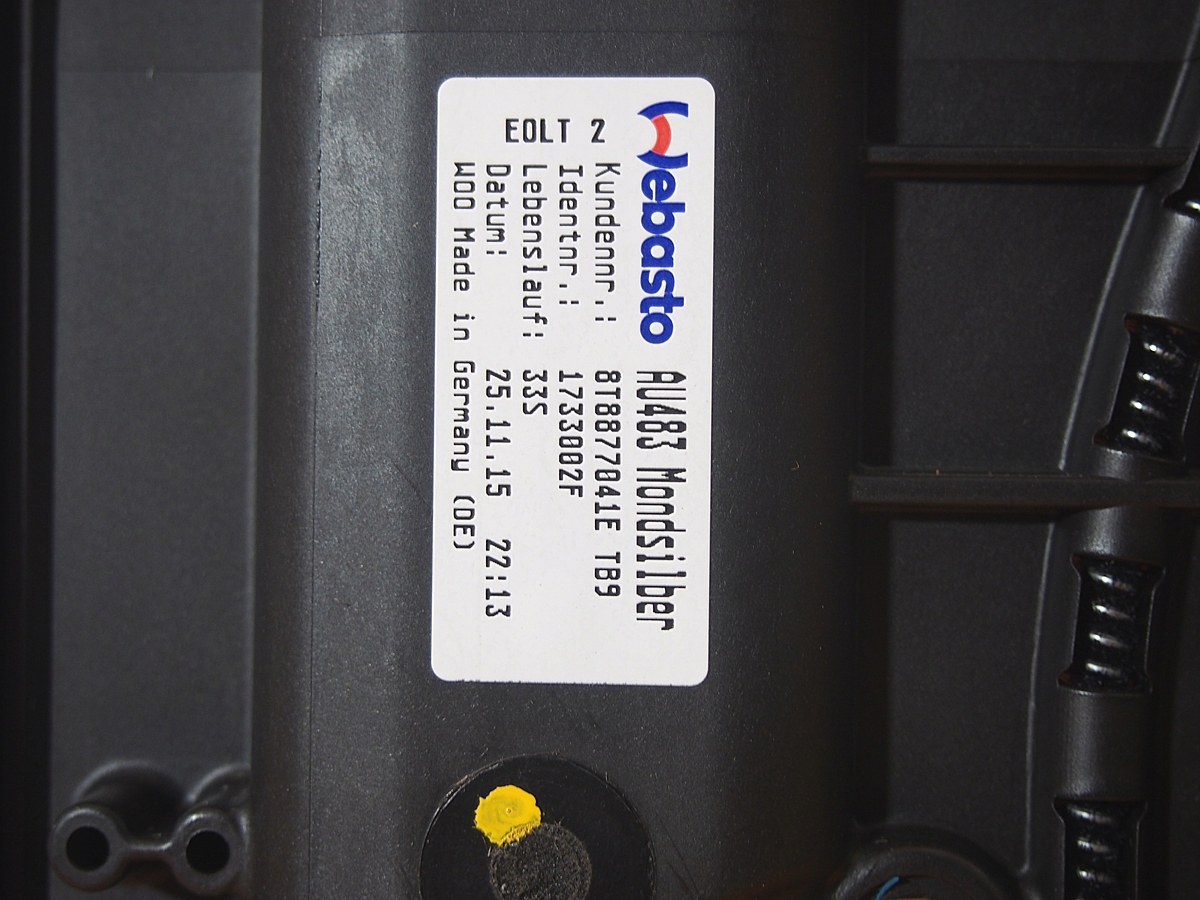 Webasto AU483 Mondsilber
Kundennr.: 8T8877041E TB9
Identnr.: 1733002F
Lebenslauf: 33S
Datum: 25.11.15 22:13
W00 Made in Germany (DE)
EOLT 2